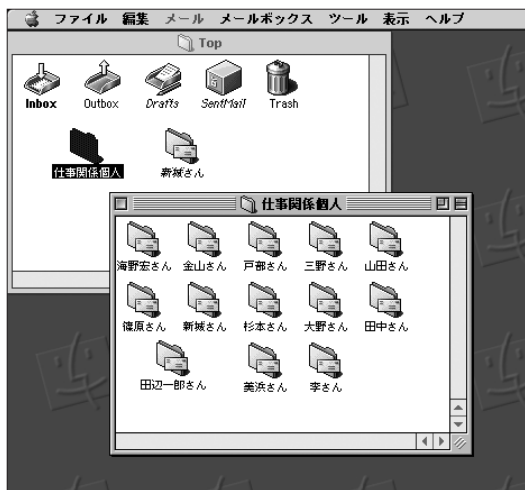 ファイル 編集 メール メールボックス ツール 表示 ヘルプ
Top
Inbox Outbox Drafts SentMail Trash
仕事関係個人 新城さん
仕事関係個人
海野宏さん 金山さん 戸部さん 三野さん 山田さん
篠原さん 新城さん 杉本さん 大野さん 田中さん
田辺一郎さん 美浜さん 李さん